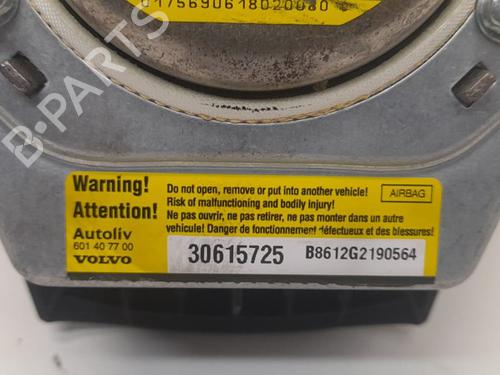 0175690618020080
B-PARTS
Warning!
Attention!
Autoliv
601 40 77 00
VOLVO
Do not open, remove or put into another vehicle!
Risk of malfunctioning and bodily injury!
Ne pas ouvrir, ne pas retirer, ne pas monter dans un autre
vehicule! Danger de fonctionnement défectueux et des blessures!
AIRBAG
30615725
B8612G2190564